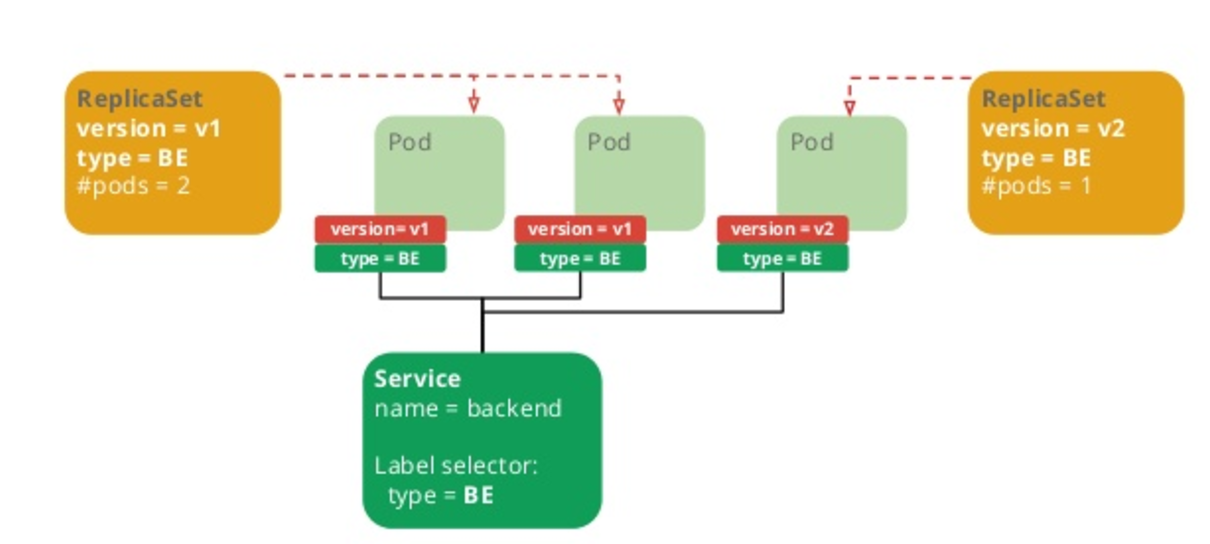 ReplicaSet
version = v1
type = BE
#pods = 2
Pod
version= v1
type = BE
Pod
version = v1
type = BE
Pod
version = v2
type = BE
ReplicaSet
version = v2
type = BE
#pods = 1
Service
name = backend
Label selector:
type = BE